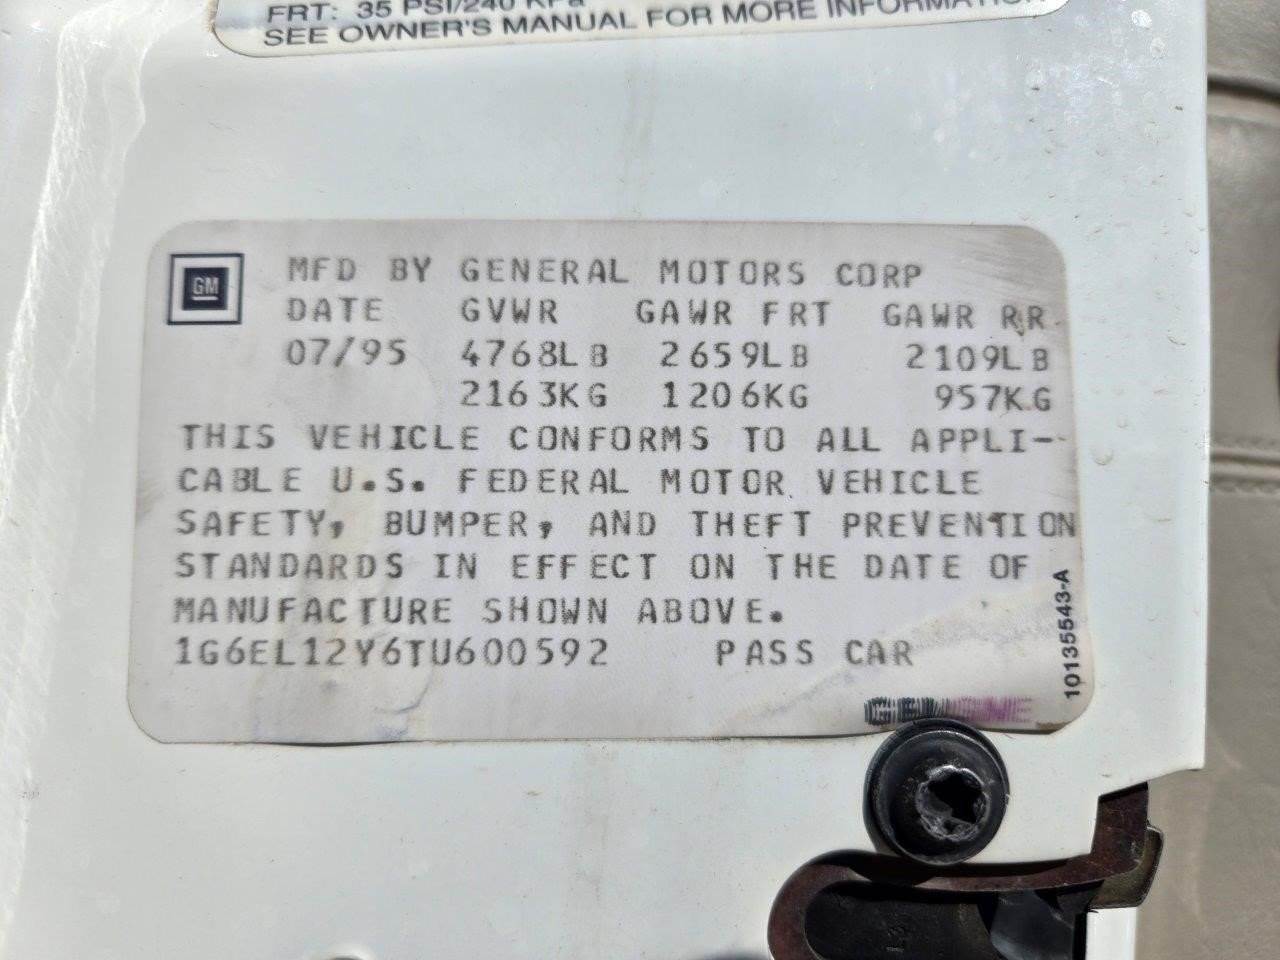 FRT: 35 PSI/240 KPa
SEE OWNER'S MANUAL FOR MORE INFORMATION
GM
MFD BY GENERAL MOTORS CORP
DATE GVWR GAWR FRT GAWR RR
07/95 4768LB 2659LB 2109LB
2163KG 1206KG 957KG
THIS VEHICLE CONFORMS TO ALL APPLI-
CABLE U.S. FEDERAL MOTOR VEHICLE
SAFETY, BUMPER, AND THEFT PREVENTION
STANDARDS IN EFFECT ON THE DATE OF
MANUFACTURE SHOWN ABOVE.
1G6EL12Y6TU600592 PASS CAR
10135543-A